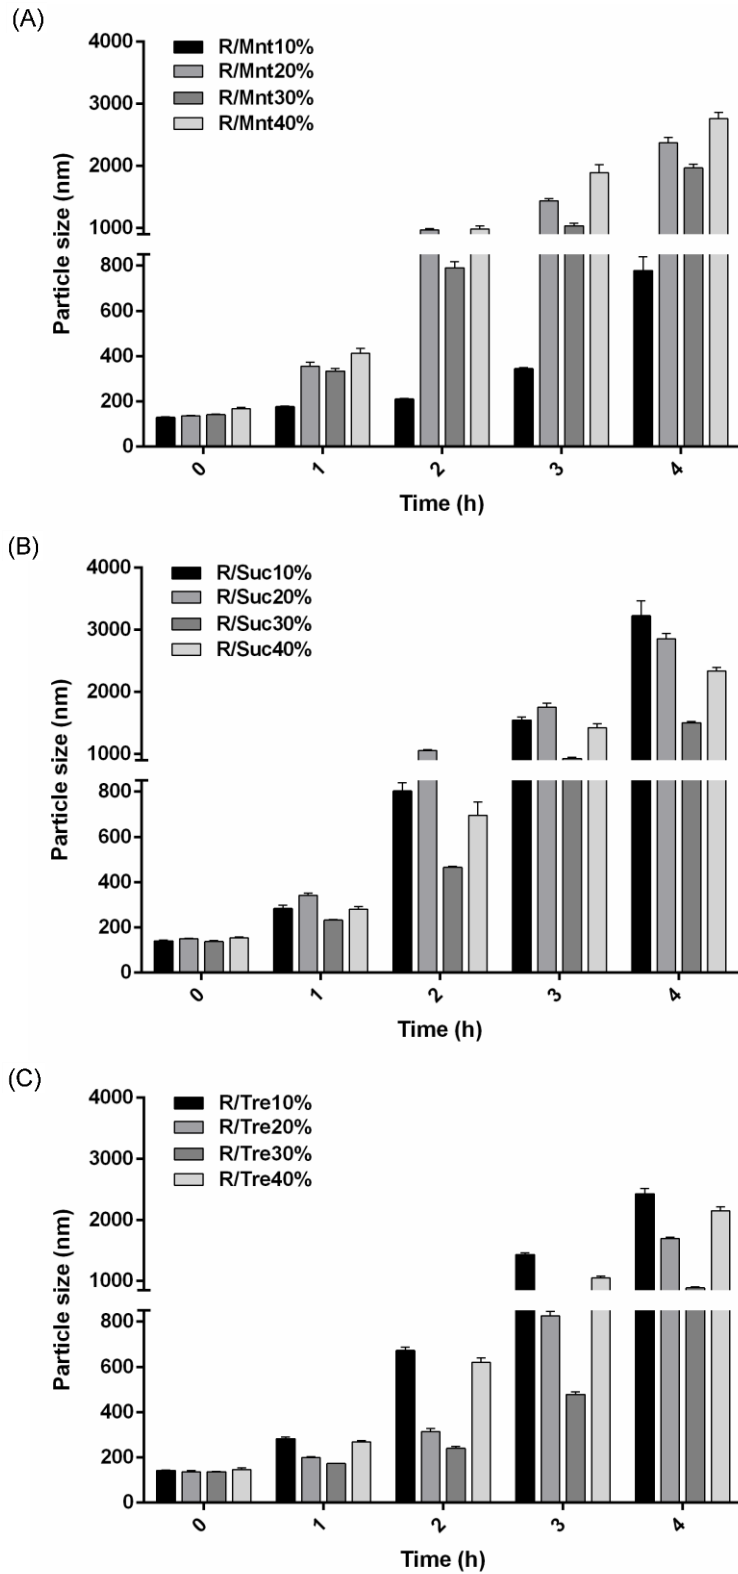 (A)
R/Mnt10%
R/Mnt20%
R/Mnt30%
R/Mnt40%
Particle size (nm)
4000
3000
2000
1000
800
600
400
200
0
0 1 2 3 4
Time (h)
(B)
R/Suc10%
R/Suc20%
R/Suc30%
R/Suc40%
Particle size (nm)
4000
3000
2000
1000
800
600
400
200
0
0 1 2 3 4
Time (h)
(C)
R/Tre10%
R/Tre20%
R/Tre30%
R/Tre40%
Particle size (nm)
4000
3000
2000
1000
800
600
400
200
0
0 1 2 3 4
Time (h)